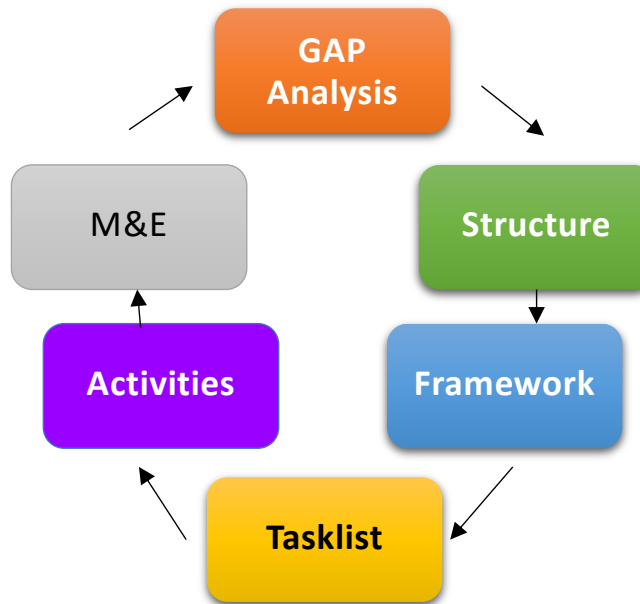 GAP
Analysis
M&E
Structure
Activities
Framework
Tasklist